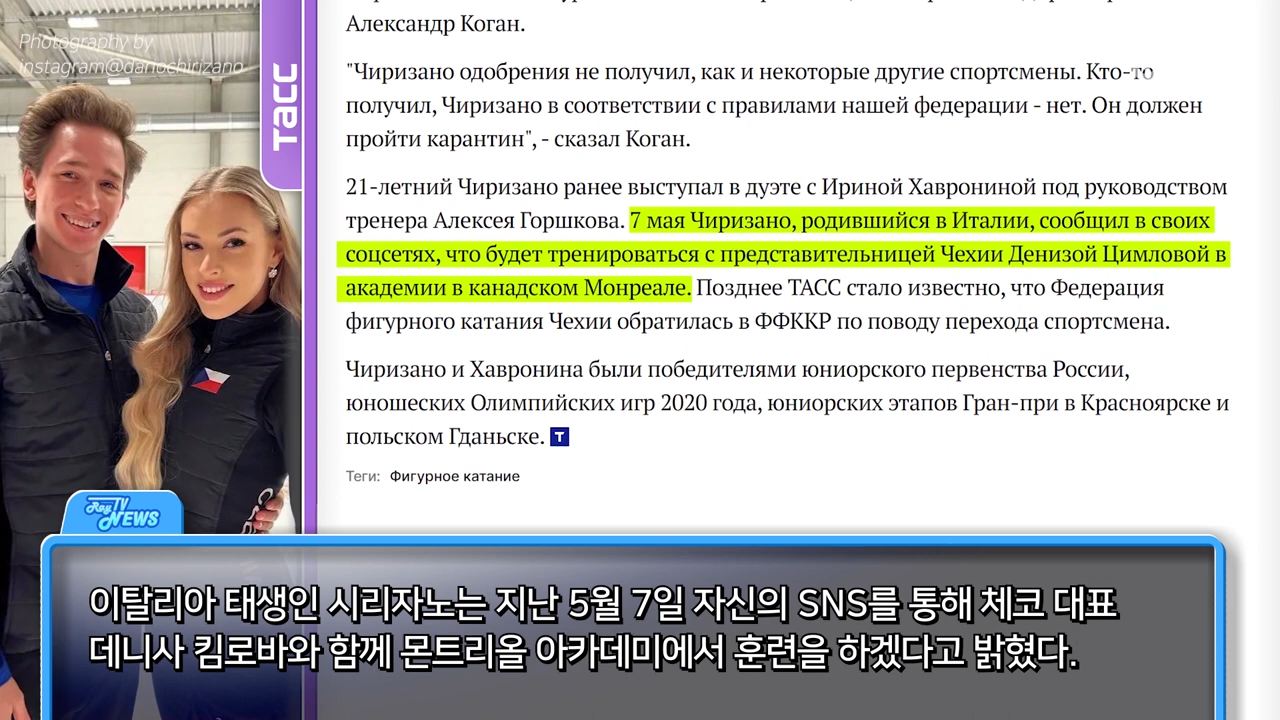 Photography by
instagram@dariochirizano
ТАСС
Александр Коган.
"Чиризано одобрения не получил, как и некоторые другие спортсмены. Кто-то
получил, Чиризано в соответствии с правилами нашей федерации - нет. Он должен
пройти карантин", - сказал Коган.
21-летний Чиризано ранее выступал в дуэте с Ириной Хаврониной под руководством
тренера Алексея Горшкова. 7 мая Чиризано, родившийся в Италии, сообщил в своих
соцсетях, что будет тренироваться с представительницей Чехии Денизой Цимловой в
академии в канадском Монреале. Позднее ТАСС стало известно, что Федерация
фигурного катания Чехии обратилась в ФФККР по поводу перехода спортсмена.
Чиризано и Хавронина были победителями юниорского первенства России,
юношеских Олимпийских игр 2020 года, юниорских этапов Гран-при в Красноярске и
польском Гданьске.
Теги: Фигурное катание
Roy TV
NEWS
이탈리아 태생인 시리자노는 지난 5월 7일 자신의 SNS를 통해 체코 대표
데니사 킴로바와 함께 몬트리올 아카데미에서 훈련을 하겠다고 밝혔다.